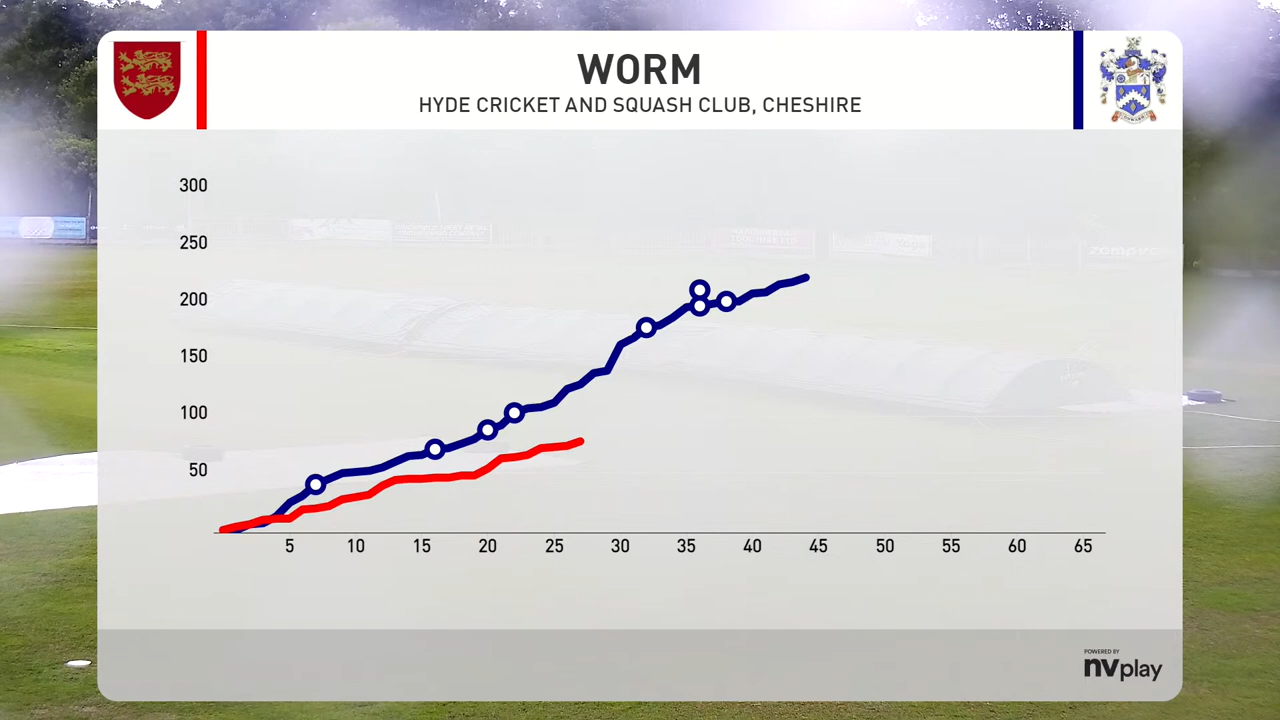 WORM
HYDE CRICKET AND SQUASH CLUB, CHESHIRE
300
250
200
150
100
50
5 10 15 20 25 30 35 40 45 50 55 60 65
POWERED BY
nvplay